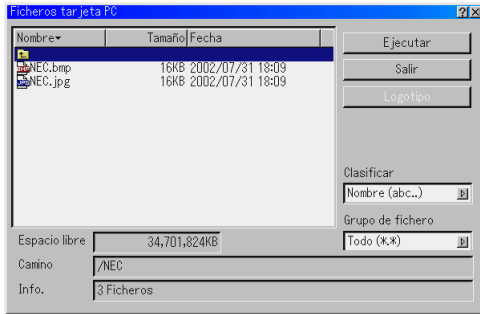 Ficheros tarjeta PC
Nombre Tamaño Fecha
Ejecutar
NEC.bmp 16KB 2002/07/31 18:09
NEC.jpg 16KB 2002/07/31 18:09
Salir
Logotipo
Clasificar
Nombre (abc..)
Grupo de fichero
Todo (*.*)
Espacio libre 34,701,824KB
Camino /NEC
Info. 3 Ficheros